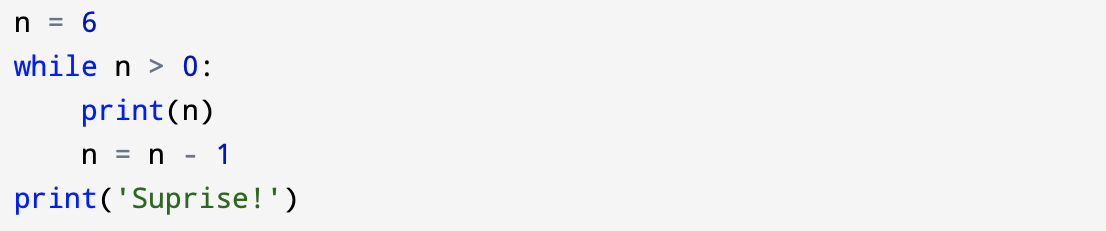 n = 6
while n > 0:
    print(n)
    n = n - 1
print('Suprise!')